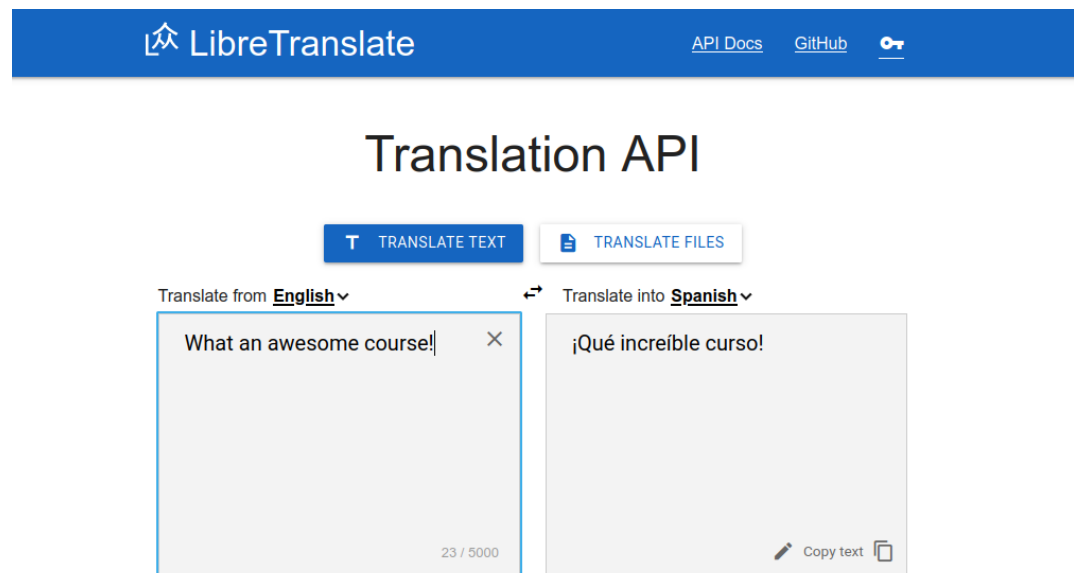 LibreTranslate API Docs GitHub
Translation API
TRANSLATE TEXT TRANSLATE FILES
Translate from English Translate into Spanish
What an awesome course! ¡Qué increíble curso!
23 / 5000 Copy text